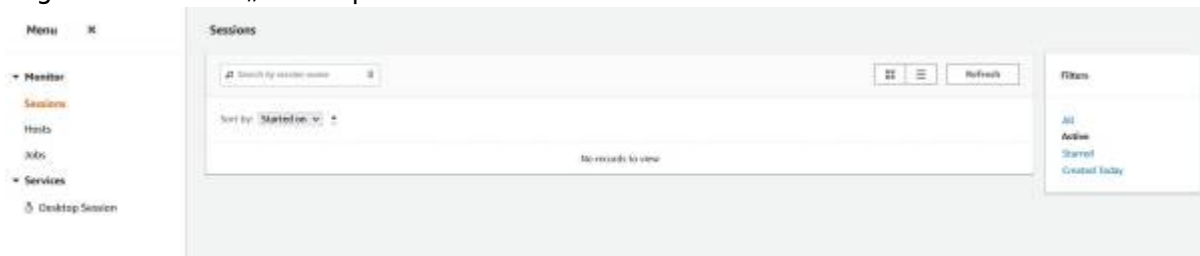 Menu
Monitor
Sessions
Hosts
Jobs
Services
Desktop Session
Sessions
Search by session name
Refresh
Sort by: Started on
No records to view
Filters
All
Active
Starred
Created Today